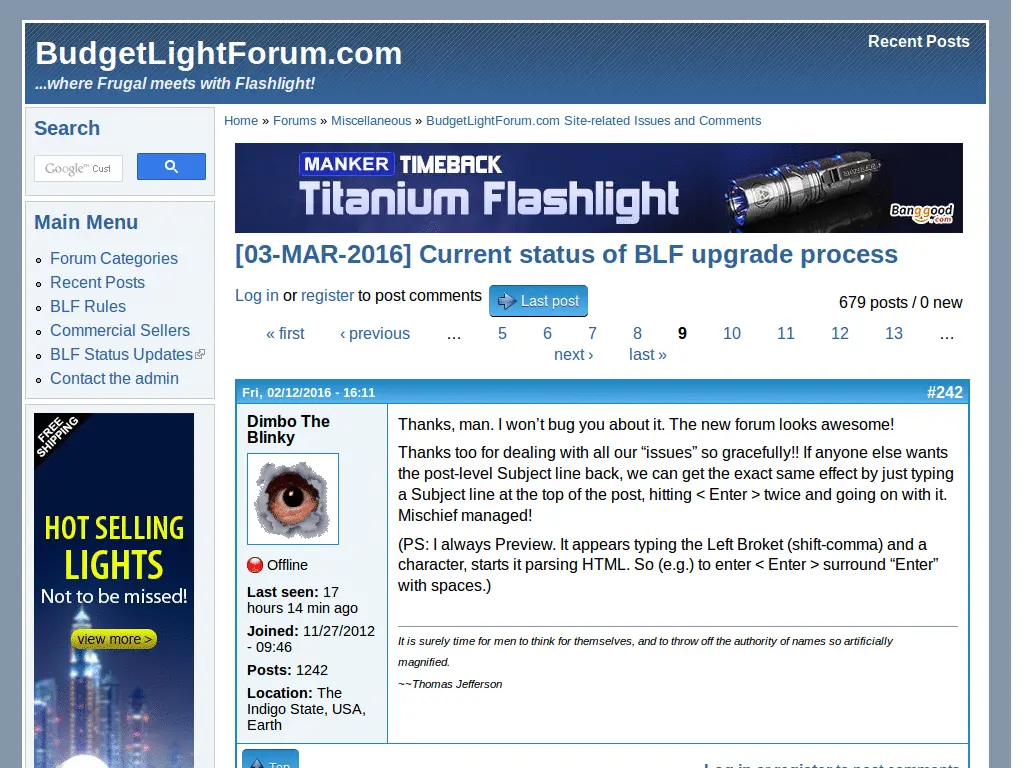 BudgetLightForum.com
...where Frugal meets with Flashlight!
Recent Posts
Search
Google™ Cust
Main Menu
Forum Categories
Recent Posts
BLF Rules
Commercial Sellers
BLF Status Updates
Contact the admin
FREE
SHIPPING
HOT SELLING
LIGHTS
Not to be missed!
view more >
Home » Forums » Miscellaneous » BudgetLightForum.com Site-related Issues and Comments
MANKER TIMEBACK
Titanium Flashlight
Banggood
.com
[03-MAR-2016] Current status of BLF upgrade process
Log in or register to post comments Last post
679 posts / 0 new
« first ‹ previous … 5 6 7 8 9 10 11 12 13 …
next › last »
Fri, 02/12/2016 - 16:11 #242
Dimbo The
Blinky
Offline
Last seen: 17
hours 14 min ago
Joined: 11/27/2012
- 09:46
Posts: 1242
Location: The
Indigo State, USA,
Earth
Thanks, man. I won’t bug you about it. The new forum looks awesome!
Thanks too for dealing with all our “issues” so gracefully!! If anyone else wants
the post-level Subject line back, we can get the exact same effect by just typing
a Subject line at the top of the post, hitting < Enter > twice and going on with it.
Mischief managed!
(PS: I always Preview. It appears typing the Left Broket (shift-comma) and a
character, starts it parsing HTML. So (e.g.) to enter < Enter > surround “Enter”
with spaces.)
It is surely time for men to think for themselves, and to throw off the authority of names so artificially
magnified.
~~Thomas Jefferson
Top
Log in or register to post comments